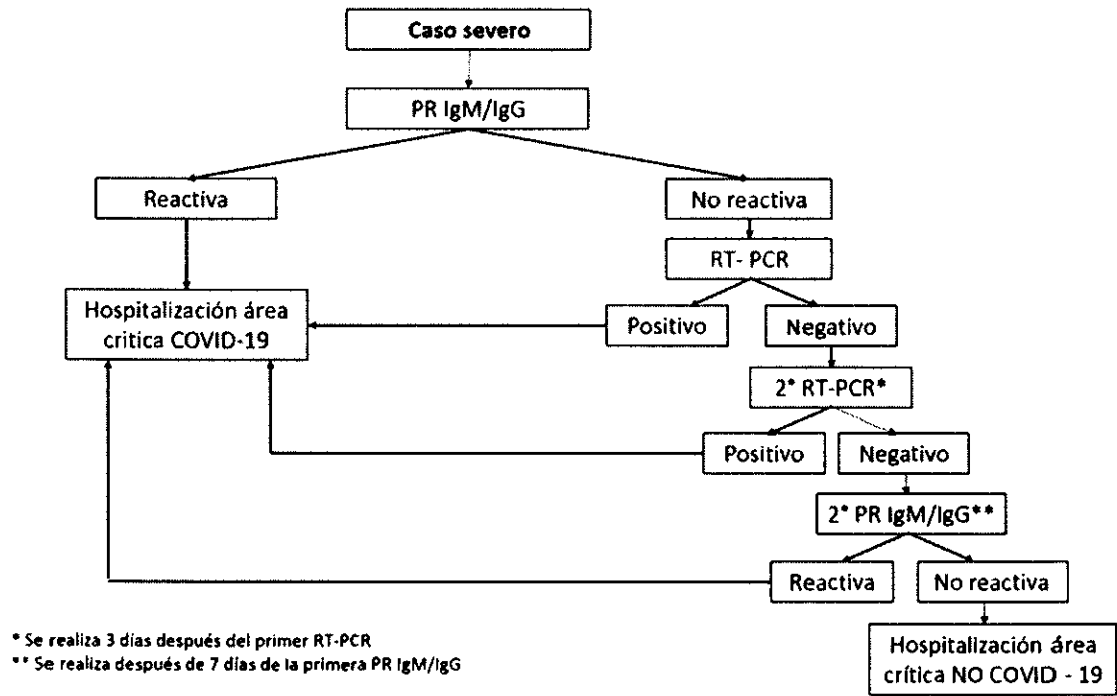 Caso severo
PR IgM/IgG
Reactiva
No reactiva
RT- PCR
Hospitalización área
critica COVID-19
Positivo
Negativo
2° RT-PCR*
Positivo
Negativo
2° PR IgM/IgG**
Reactiva
No reactiva
Hospitalización área
crítica NO COVID - 19
* Se realiza 3 días después del primer RT-PCR
** Se realiza después de 7 días de la primera PR IgM/IgG